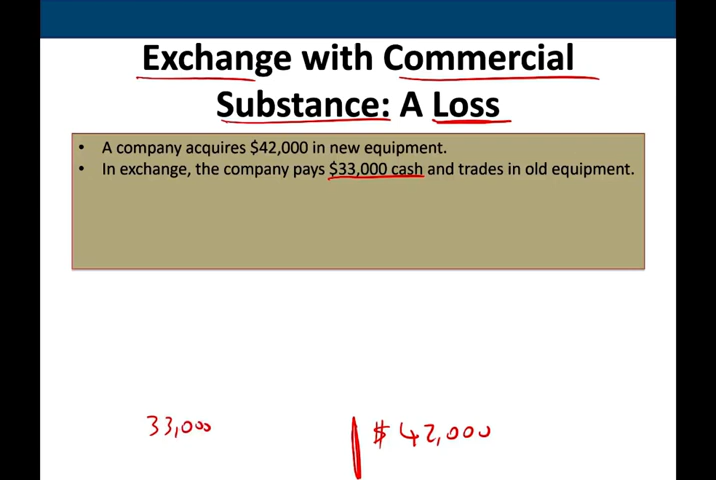 Exchange with Commercial
Substance: A Loss
• A company acquires $42,000 in new equipment.
• In exchange, the company pays $33,000 cash and trades in old equipment.
33,000
$ 42,000